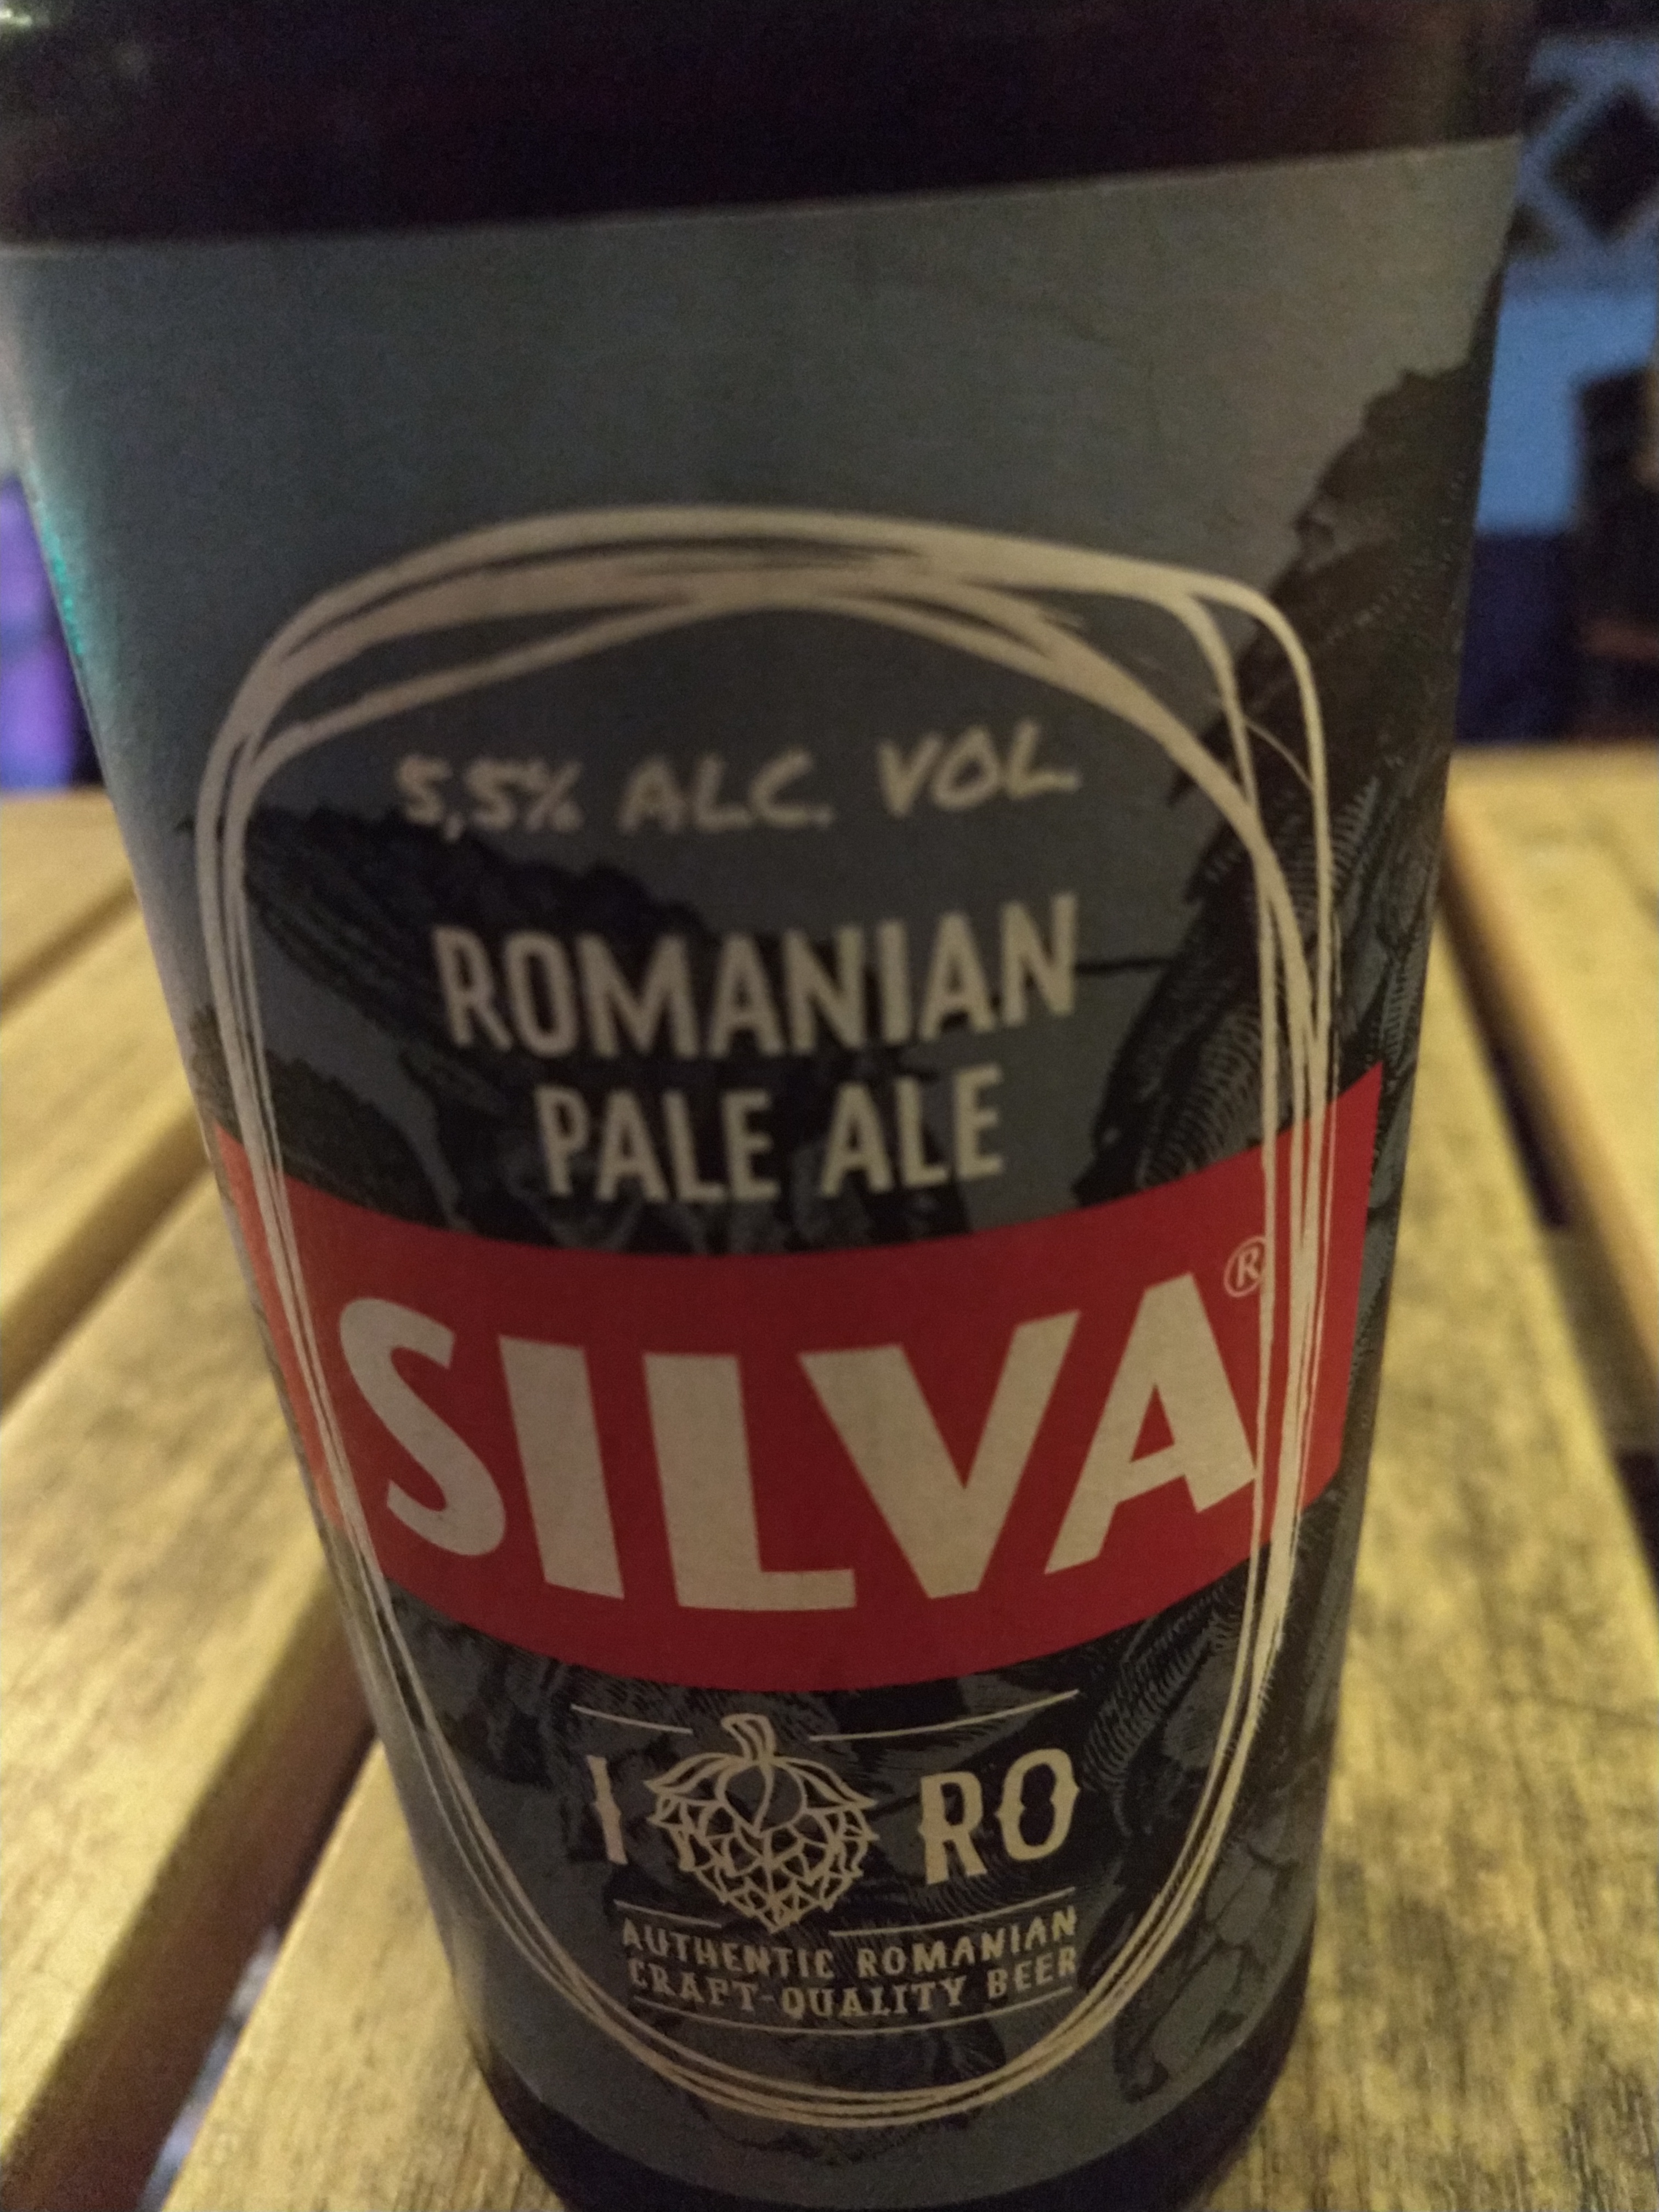 5,5% ALC. VOL
ROMANIAN
PALE ALE
SILVA®
I RO
AUTHENTIC ROMANIAN
CRAFT-QUALITY BEER